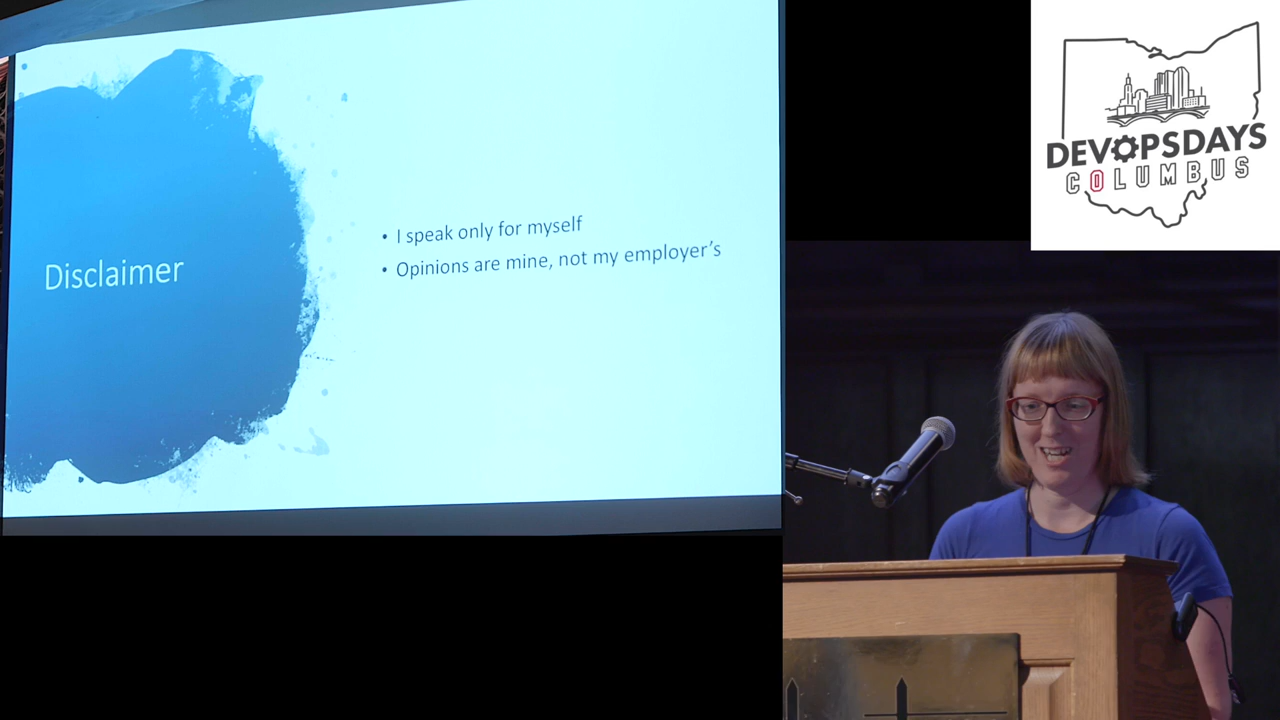 Disclaimer
• I speak only for myself
• Opinions are mine, not my employer's
DEVOPSDAYS
COLUMBUS